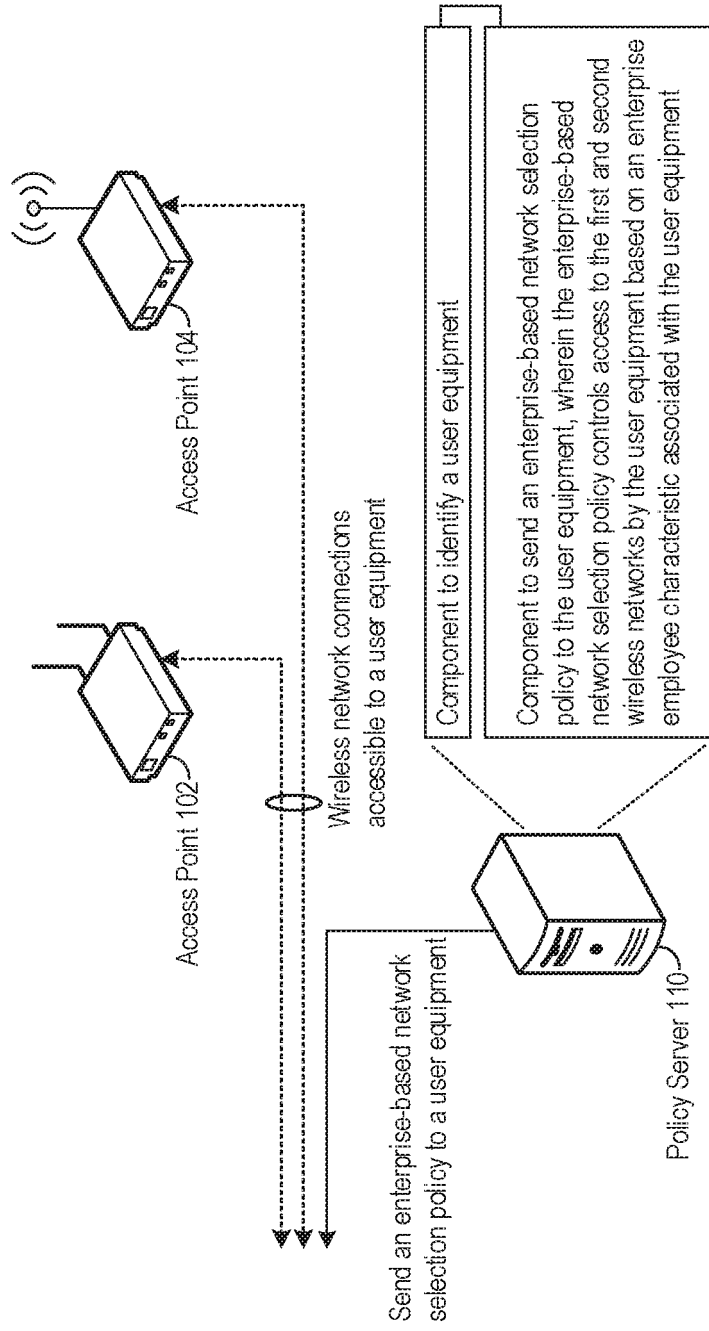 Access Point 102
Access Point 104
Wireless network connections
accessible to a user equipment
Send an enterprise-based network
selection policy to a user equipment
Policy Server 110
Component to identify a user equipment
Component to send an enterprise-based network selection
policy to the user equipment, wherein the enterprise-based
network selection policy controls access to the first and second
wireless networks by the user equipment based on an enterprise
employee characteristic associated with the user equipment